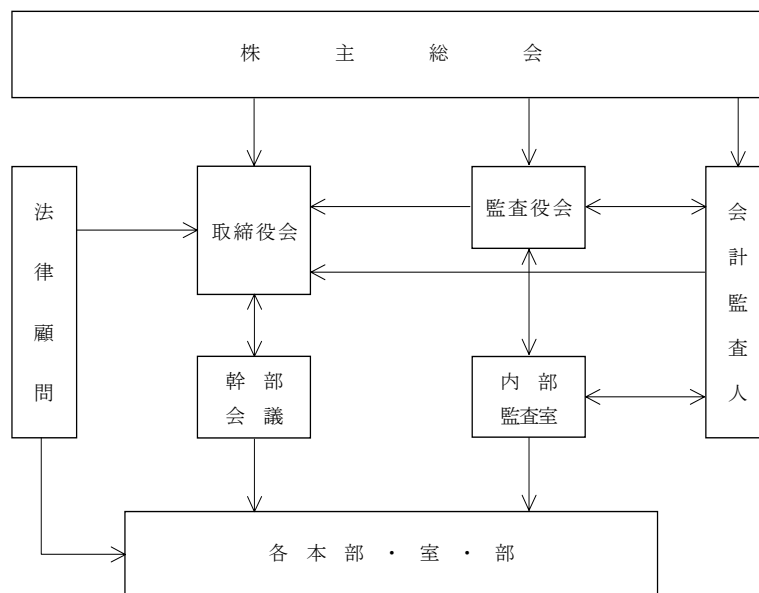 株主総会
法律顧問
取締役会
監査役会
会計監査人
幹部
会議
内部
監査室
各本部・室・部